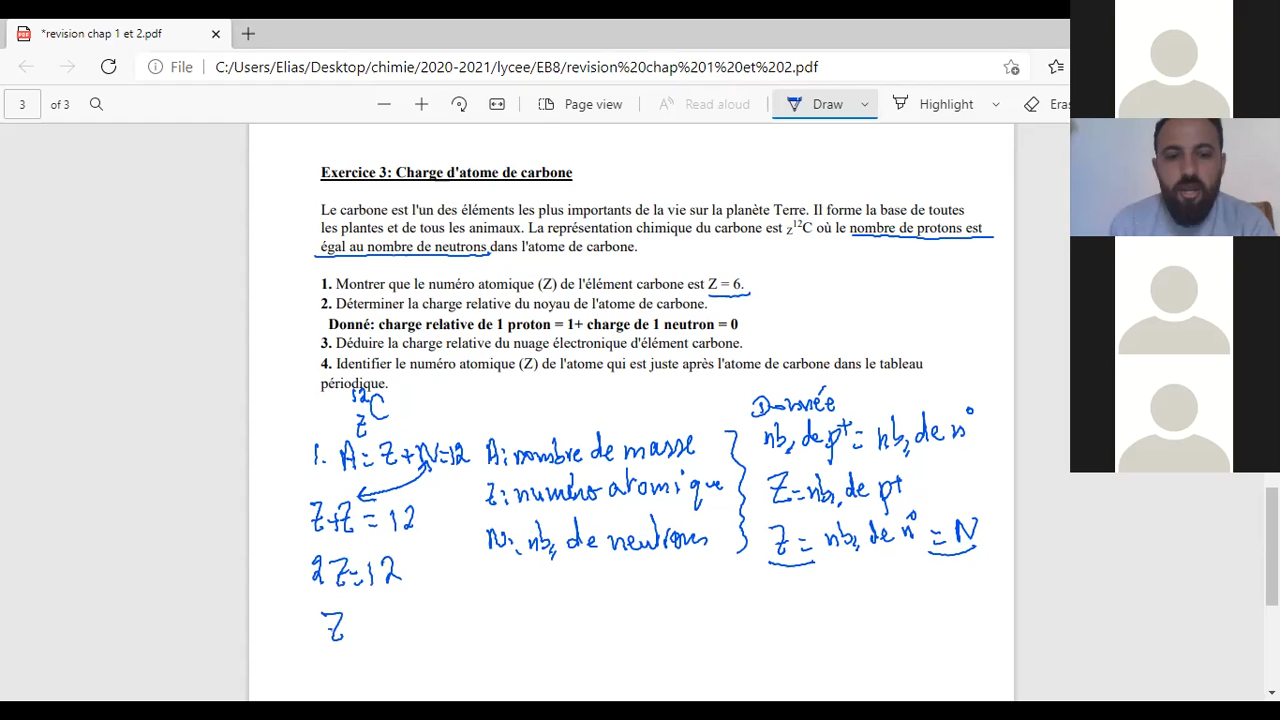 *revision chap 1 et 2.pdf
File C:/Users/Elias/Desktop/chimie/2020-2021/lycee/EB8/revision%20chap%201%20et%202.pdf
3 of 3 Page view Read aloud Draw Highlight Eras
Exercice 3: Charge d'atome de carbone
Le carbone est l'un des éléments les plus importants de la vie sur la planète Terre. Il forme la base de toutes
les plantes et de tous les animaux. La représentation chimique du carbone est z¹²C où le nombre de protons est
égal au nombre de neutrons dans l'atome de carbone.
1. Montrer que le numéro atomique (Z) de l'élément carbone est Z = 6.
2. Déterminer la charge relative du noyau de l'atome de carbone.
Donné: charge relative de 1 proton = 1+ charge de 1 neutron = 0
3. Déduire la charge relative du nuage électronique d'élément carbone.
4. Identifier le numéro atomique (Z) de l'atome qui est juste après l'atome de carbone dans le tableau
périodique.
12
C
Z
1. A = Z + N = 12
Z+Z = 12
2Z = 12
Z
A: nombre de masse
Z: numéro atomique
N: nb, de neutrons
Donnée
nb, de p+ = nb, de n°
Z = nb, de p+
Z = nb, de n° = N